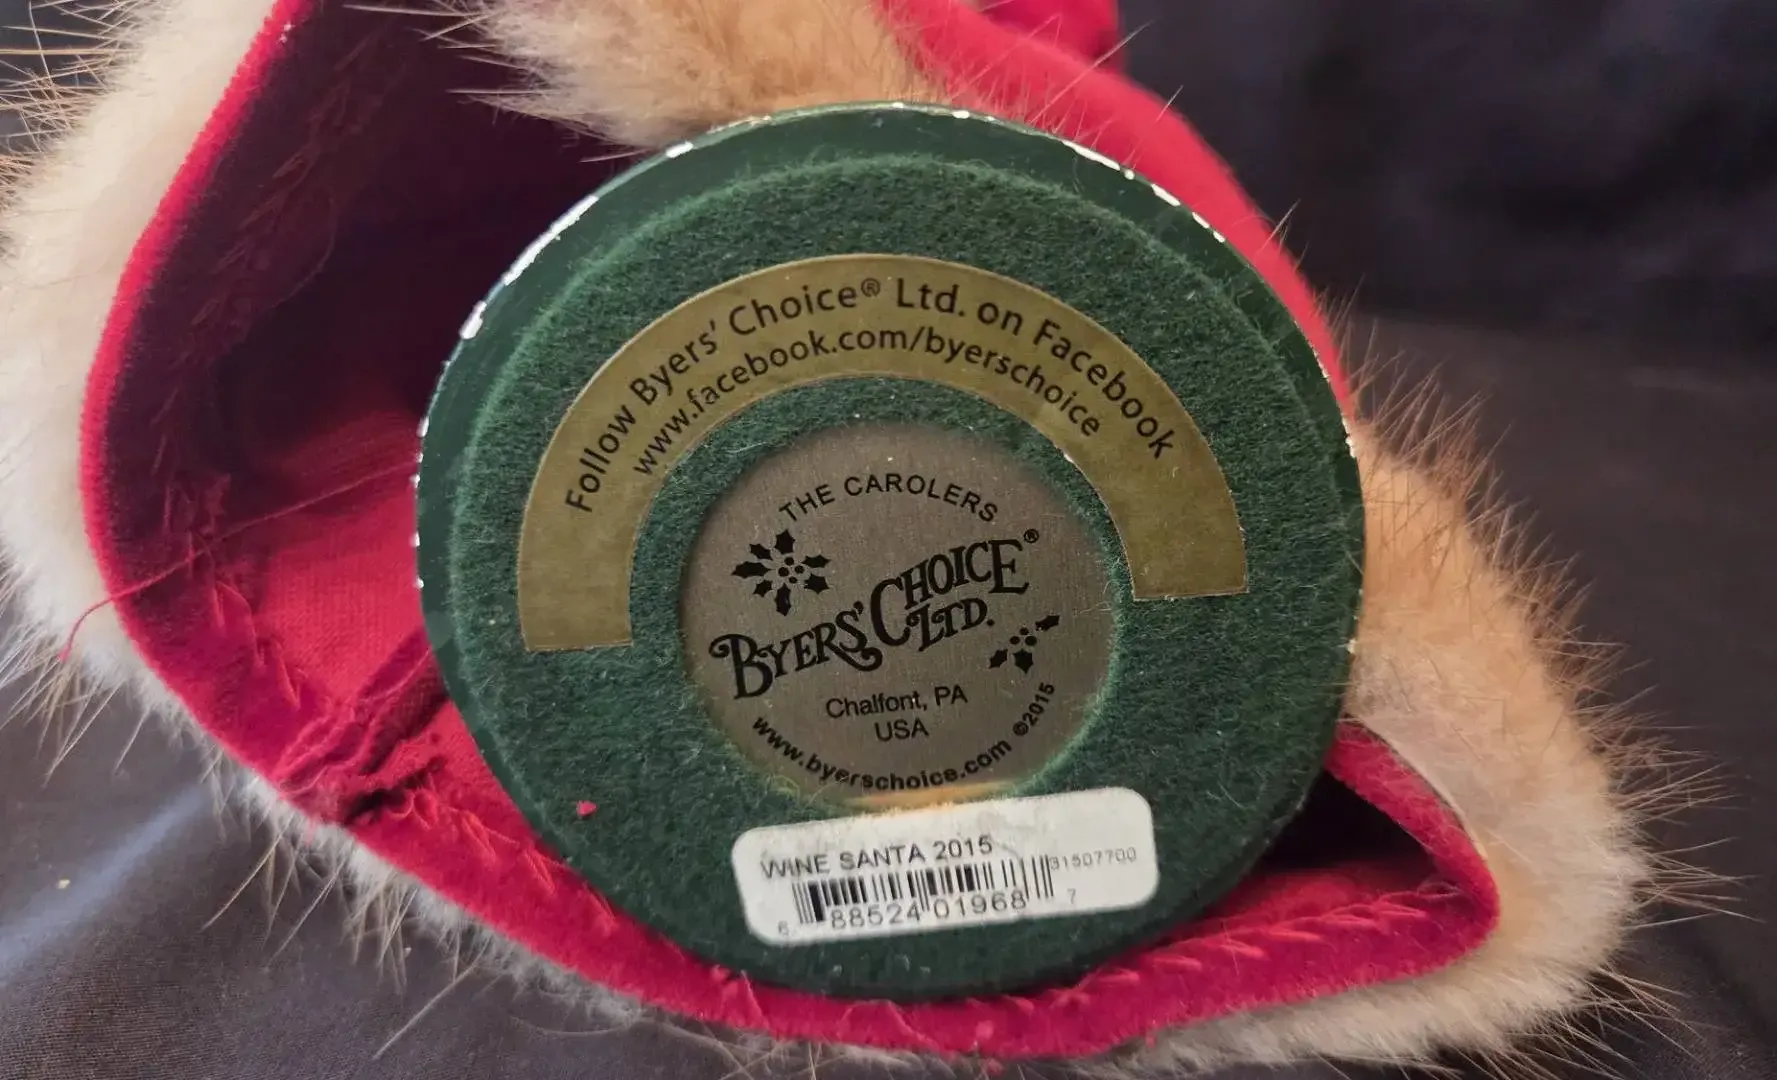 Follow Byers' Choice® Ltd. on Facebook
www.facebook.com/byerschoice
THE CAROLERS
BYERS' CHOICE®
LTD.
Chalfont, PA
USA
www.byerschoice.com ©2015
WINE SANTA 2015
31507700
6 88524 01968 7